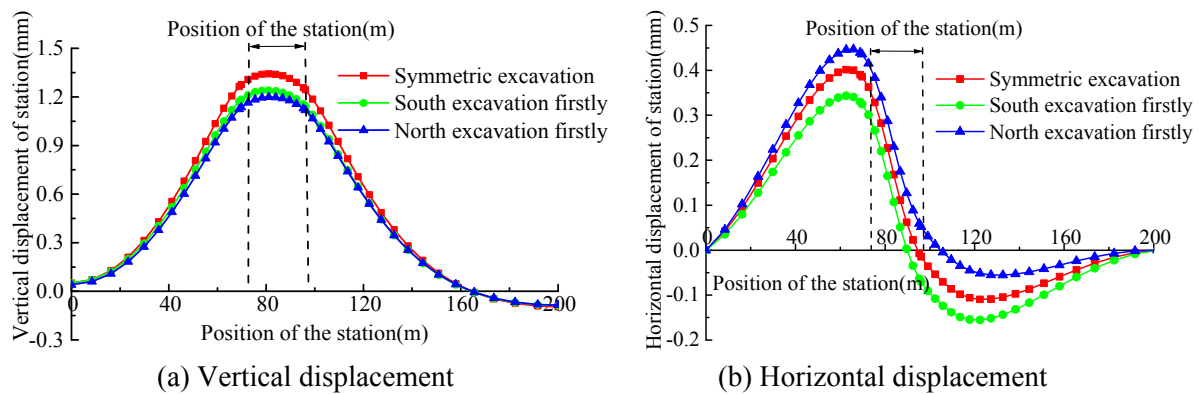 Position of the station(m)
Vertical displacement of station(mm)
1.5
1.2
0.9
0.6
0.3
0.0
-0.3
(a)
Symmetric excavation
South excavation firstly
North excavation firstly
0
40
80
120
160
200
Position of the station(m)
(a) Vertical displacement
Position of the station(m)
Horizontal displacement of station(mm)
0.5
0.4
0.3
0.2
0.1
0.0
-0.1
-0.2
(b)
Symmetric excavation
South excavation firstly
North excavation firstly
0
40
80
120
160
200
Position of the station(m)
(b) Horizontal displacement